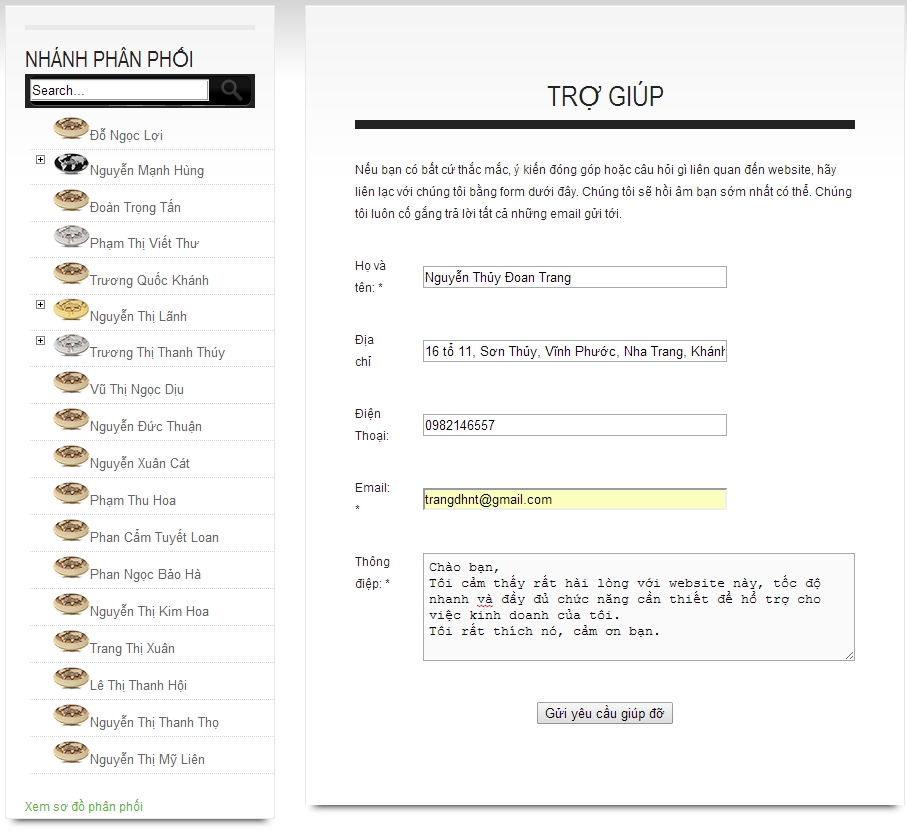 NHÁNH PHÂN PHỐI
Search...
Đỗ Ngọc Lợi
Nguyễn Mạnh Hùng
Đoàn Trọng Tấn
Phạm Thị Viết Thư
Trương Quốc Khánh
Nguyễn Thị Lãnh
Trương Thị Thanh Thúy
Vũ Thị Ngọc Dịu
Nguyễn Đức Thuận
Nguyễn Xuân Cát
Phạm Thu Hoa
Phan Cẩm Tuyết Loan
Phan Ngọc Bảo Hà
Nguyễn Thị Kim Hoa
Trang Thị Xuân
Lê Thị Thanh Hội
Nguyễn Thị Thanh Thọ
Nguyễn Thị Mỹ Liên
Xem sơ đồ phân phối
TRỢ GIÚP
Nếu bạn có bất cứ thắc mắc, ý kiến đóng góp hoặc câu hỏi gì liên quan đến website, hãy
liên lạc với chúng tôi bằng form dưới đây. Chúng tôi sẽ hồi âm bạn sớm nhất có thể. Chúng
tôi luôn cố gắng trả lời tất cả những email gửi tới.
Họ và
tên: *
Nguyễn Thủy Đoan Trang
Địa
chỉ
16 tổ 11, Sơn Thủy, Vĩnh Phước, Nha Trang, Khánh
Điện
Thoại:
0982146557
Email:
*
trangdhnt@gmail.com
Thông
điệp: *
Chào bạn,
Tôi cảm thấy rất hài lòng với website này, tốc độ
nhanh và đầy đủ chức năng cần thiết để hổ trợ cho
việc kinh doanh của tôi.
Tôi rất thích nó, cảm ơn bạn.
Gửi yêu cầu giúp đỡ